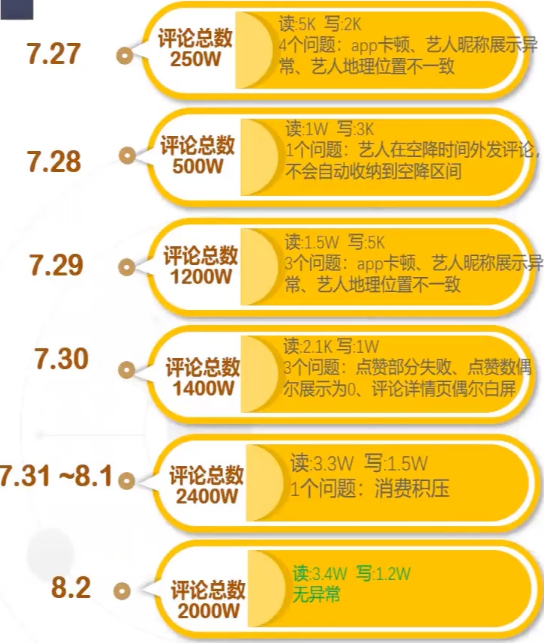 7.27
评论总数
250W
读:5K 写:2K
4个问题：app卡顿、艺人昵称展示异
常、艺人地理位置不一致
7.28
评论总数
500W
读:1W 写:3K
1个问题：艺人在空降时间外发评论，
不会自动收纳到空降区间
7.29
评论总数
1200W
读:1.5W 写:5K
3个问题：app卡顿、艺人昵称展示异
常、艺人地理位置不一致
7.30
评论总数
1400W
读:2.1K 写:1W
3个问题：点赞部分失败、点赞数偶
尔展示为0、评论详情页偶尔白屏
7.31 ~8.1
评论总数
2400W
读:3.3W 写:1.5W
1个问题：消费积压
8.2
评论总数
2000W
读:3.4W 写:1.2W
无异常